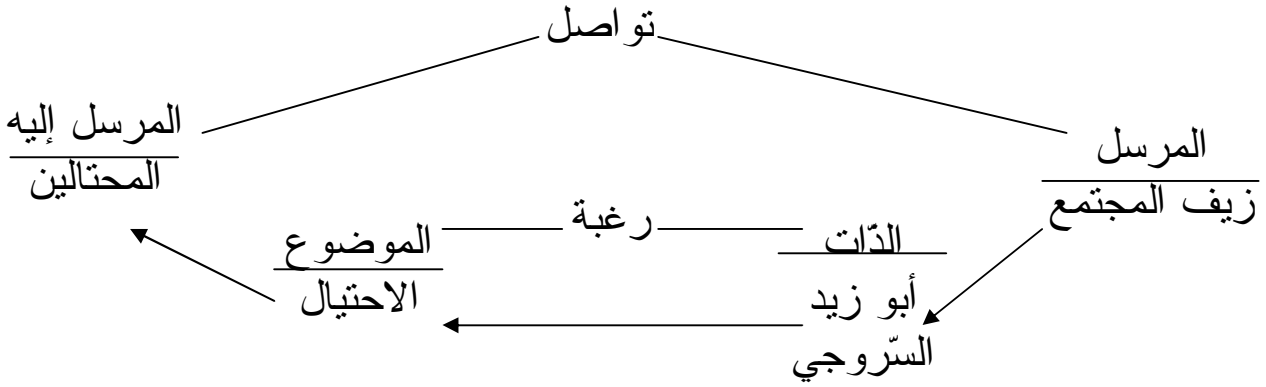 تواصل
المرسل
زيف المجتمع
المرسل إليه
المحتالين
رغبة
الذّات
أبو زيد
السّروجي
الموضوع
الاحتيال